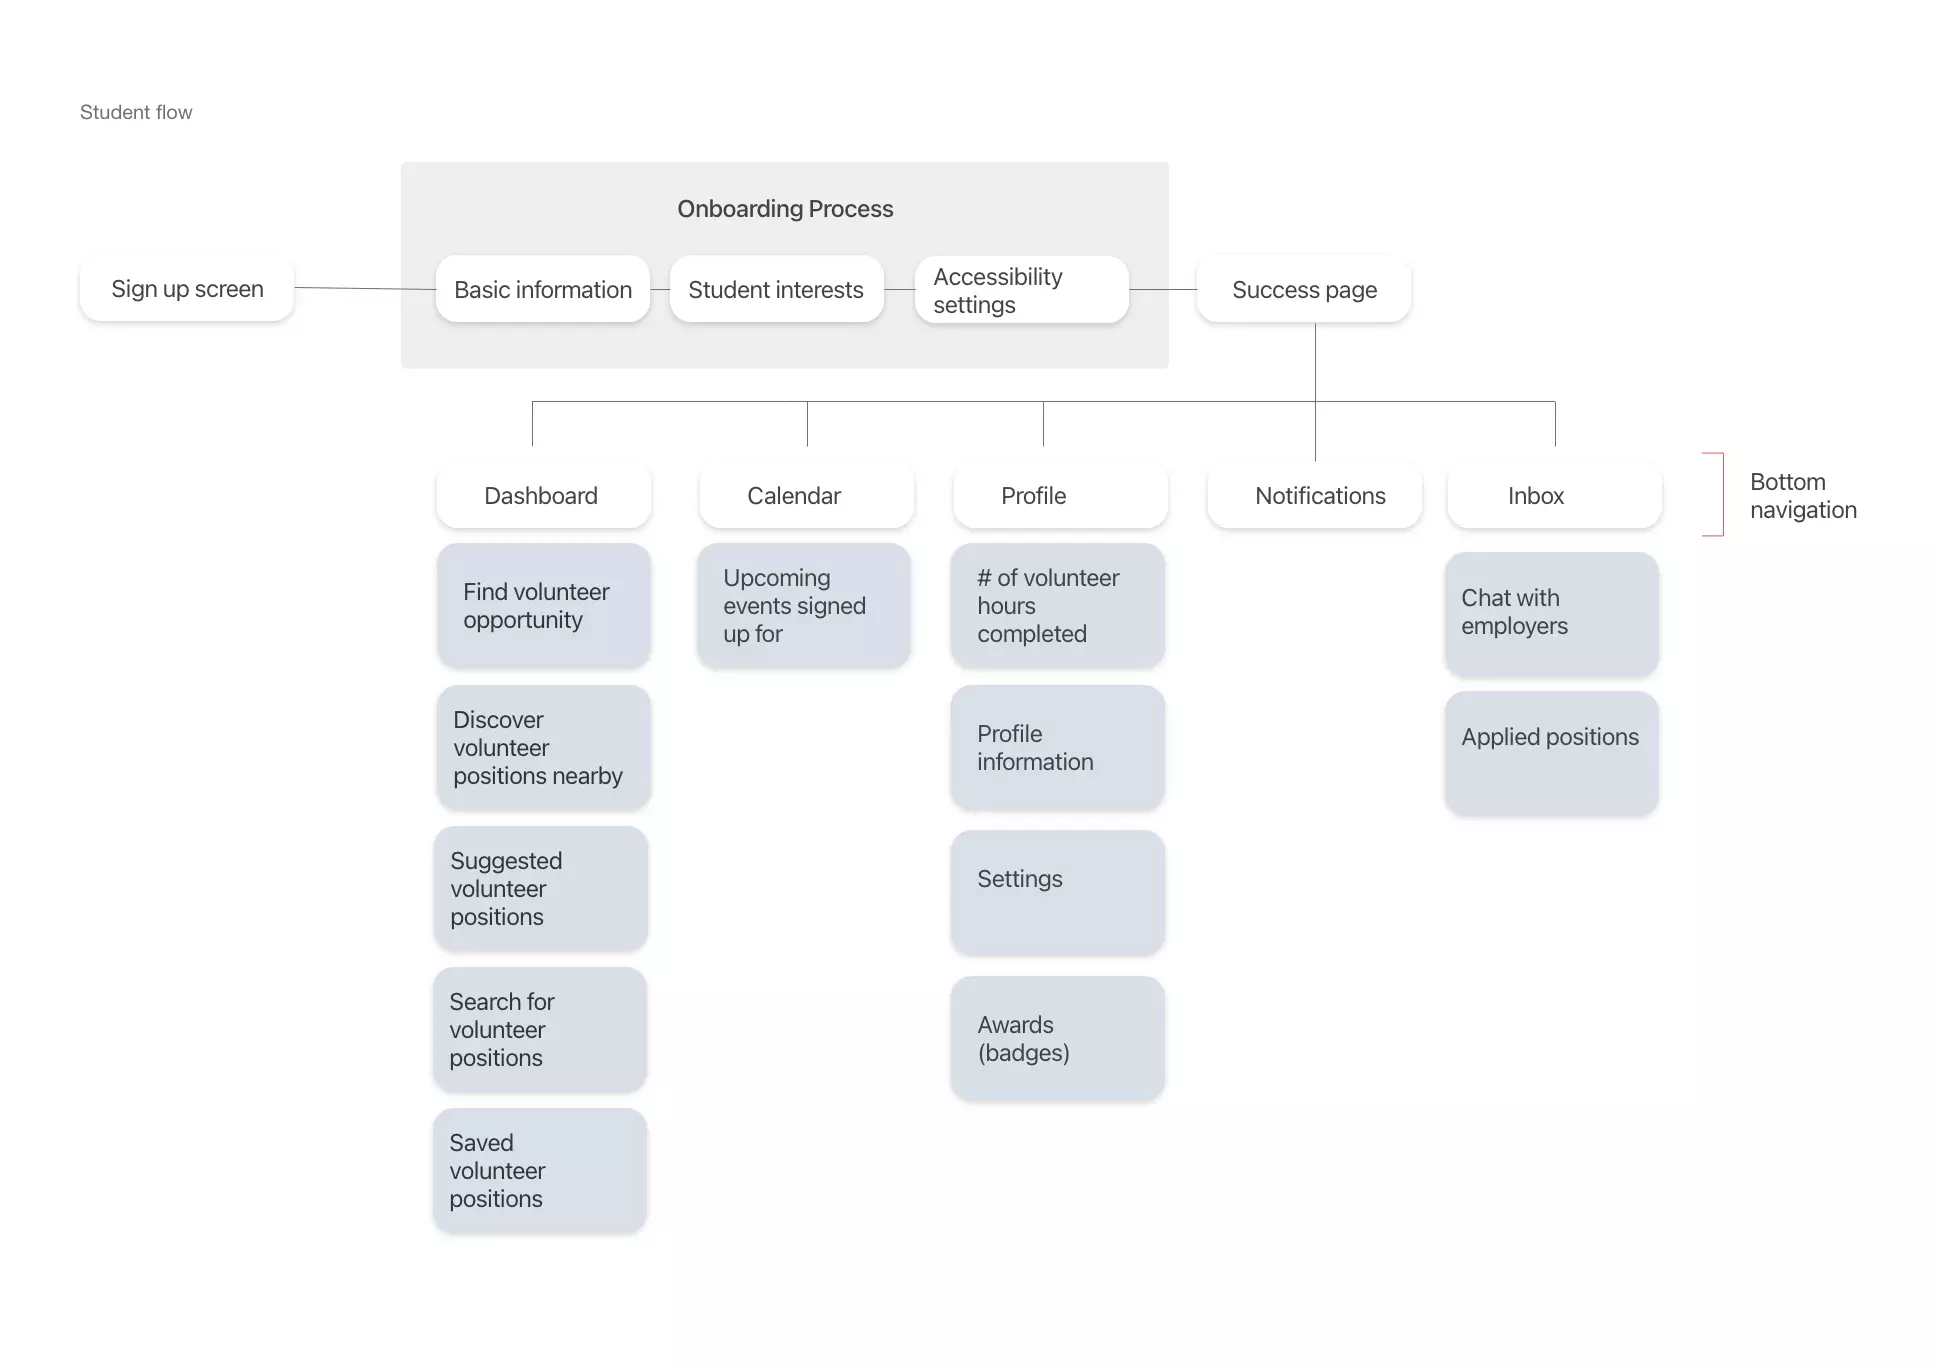 Student flow
Onboarding Process
Sign up screen
Basic information
Student interests
Accessibility
settings
Success page
Dashboard
Calendar
Profile
Notifications
Inbox
Bottom
navigation
Find volunteer
opportunity
Discover
volunteer
positions nearby
Suggested
volunteer
positions
Search for
volunteer
positions
Saved
volunteer
positions
Upcoming
events signed
up for
# of volunteer
hours
completed
Profile
information
Settings
Awards
(badges)
Chat with
employers
Applied positions